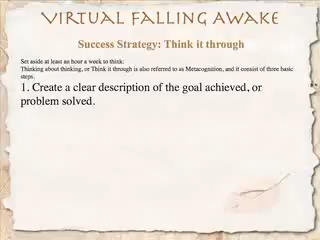 Virtual Falling Awake
Success Strategy: Think it through
Set aside at least an hour a week to think:
Thinking about thinking, or Think it through is also referred to as Metacognition, and it consist of three basic
steps.
1. Create a clear description of the goal achieved, or
problem solved.